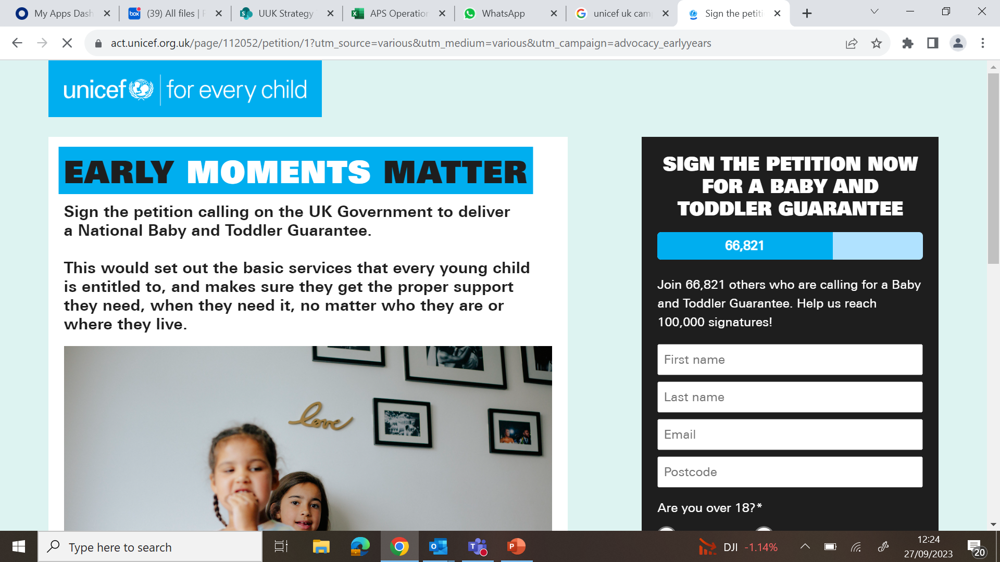 My Apps Dash
(39) All files |
UUK Strategy
APS Operation
WhatsApp
unicef uk cam
Sign the petiti
act.unicef.org.uk/page/112052/petition/1?utm_source=various&utm_medium=various&utm_campaign=advocacy_earlyyears
unicef for every child
EARLY MOMENTS MATTER
Sign the petition calling on the UK Government to deliver
a National Baby and Toddler Guarantee.
This would set out the basic services that every young child
is entitled to, and makes sure they get the proper support
they need, when they need it, no matter who they are or
where they live.
love
SIGN THE PETITION NOW
FOR A BABY AND
TODDLER GUARANTEE
66,821
Join 66,821 others who are calling for a Baby
and Toddler Guarantee. Help us reach
100,000 signatures!
First name
Last name
Email
Postcode
Are you over 18?*
Type here to search
DJI -1.14%
12:24
27/09/2023
20